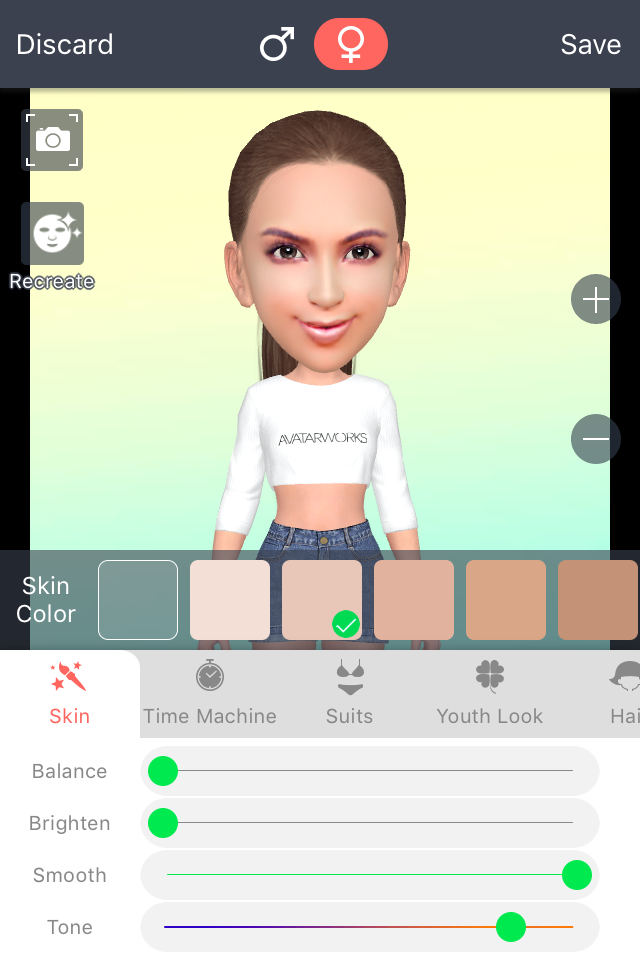 Discard
Save
Recreate
AVATARWORKS
Skin
Color
Skin
Time Machine
Suits
Youth Look
Hai
Balance
Brighten
Smooth
Tone